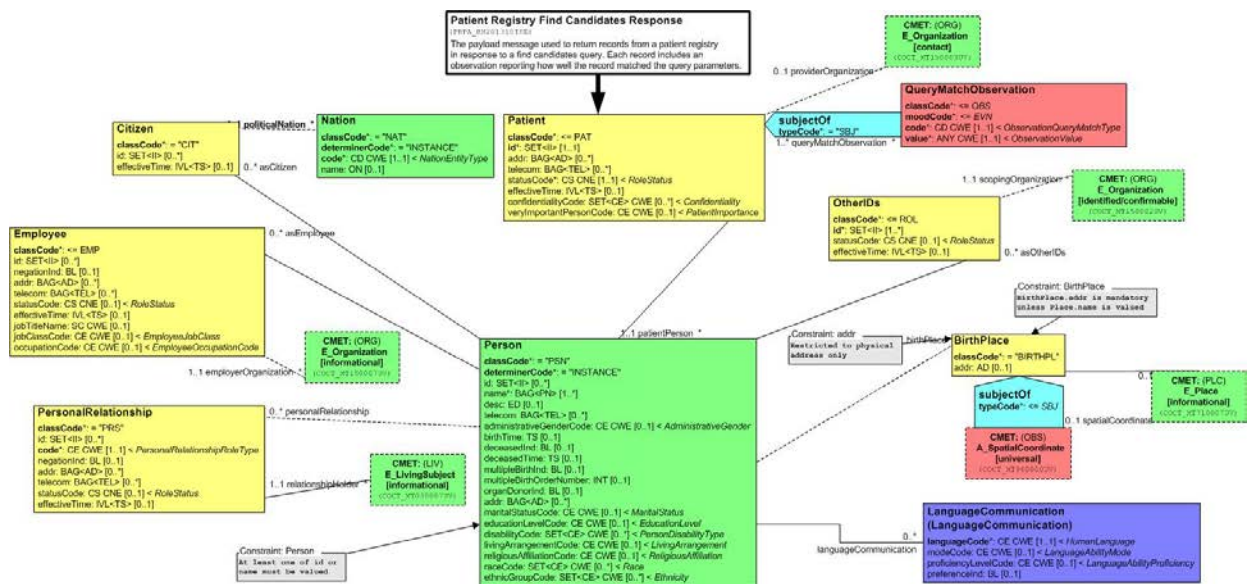 Patient Registry Find Candidates Response
The payload message used to return records from a patient registry
in response to a find candidates query. Each record includes an
observation reporting how well the record matched the query parameters.
CMET: (ORG)
E_Organization
[contact]
0..1 providerOrganization
Citizen
classCode*: = "CIT"
id: SET<II> [0..*]
effectiveTime: IVL<TS> [0..1]
politicalNation *
0..* asCitizen
Nation
classCode*: = "NAT"
determinerCode*: = "INSTANCE"
code*: CD CWE [1..1] < NationEntityType
name: ON [0..1]
Patient
classCode*: <= PAT
id*: SET<II> [1..*]
addr: BAG<AD> [0..*]
telecom: BAG<TEL> [0..*]
statusCode*: CS CNE [1..1] < RoleStatus
effectiveTime: IVL<TS> [0..1]
confidentialityCode: SET<CE> CWE [0..*] < Confidentiality
veryImportantPersonCode: CE CWE [0..1] < PatientImportance
subjectOf
typeCode*: = "SBJ"
1..* queryMatchObservation *
QueryMatchObservation
classCode*: <= OBS
moodCode*: <= EVN
code*: CD CWE [1..1] < ObservationQueryMatchType
value*: ANY CWE [1..1] < ObservationValue
1..1 scopingOrganization
CMET: (ORG)
E_Organization
[identified/confirmable]
OtherIDs
classCode*: <= ROL
id*: SET<II> [1..*]
statusCode: CS CNE [0..1] < RoleStatus
effectiveTime: IVL<TS> [0..1]
0..* asOtherIDs
Employee
classCode*: <= EMP
id: SET<II> [0..*]
negationInd: BL [0..1]
addr: BAG<AD> [0..*]
telecom: BAG<TEL> [0..*]
statusCode: CS CNE [0..1] < RoleStatus
effectiveTime: IVL<TS> [0..1]
jobTitleName: SC CWE [0..1]
jobClassCode: CE CWE [0..1] < EmployeeJobClass
occupationCode: CE CWE [0..1] < EmployeeOccupationCode
0..* asEmployee
1..1 employerOrganization
CMET: (ORG)
E_Organization
[informational]
1..1 patientPerson *
Person
classCode*: = "PSN"
determinerCode*: = "INSTANCE"
id: SET<II> [0..*]
name*: BAG<PN> [1..*]
desc: ED [0..1]
telecom: BAG<TEL> [0..*]
administrativeGenderCode: CE CWE [0..1] < AdministrativeGender
birthTime: TS [0..1]
deceasedInd: BL [0..1]
deceasedTime: TS [0..1]
multipleBirthInd: BL [0..1]
multipleBirthOrderNumber: INT [0..1]
organDonorInd: BL [0..1]
addr: BAG<AD> [0..*]
maritalStatusCode: CE CWE [0..1] < MaritalStatus
educationLevelCode: CE CWE [0..1] < EducationLevel
disabilityCode: SET<CE> CWE [0..*] < PersonDisabilityType
livingArrangementCode: CE CWE [0..1] < LivingArrangement
religiousAffiliationCode: CE CWE [0..1] < ReligiousAffiliation
raceCode: SET<CE> CWE [0..*] < Race
ethnicGroupCode: SET<CE> CWE [0..*] < Ethnicity
Constraint: BirthPlace
BirthPlace.addr is mandatory
unless Place.name is valued
Constraint: addr
Restricted to physical
address only
birthPlace
BirthPlace
classCode*: = "BIRTHPL"
addr: AD [0..1]
subjectOf
typeCode*: <= SBJ
0..1 spatialCoordinate
CMET: (PLC)
E_Place
[informational]
CMET: (OBS)
A_SpatialCoordinate
[universal]
PersonalRelationship
classCode*: = "PRS"
id: SET<II> [0..*]
code*: CE CWE [1..1] < PersonalRelationshipRoleType
negationInd: BL [0..1]
addr: BAG<AD> [0..*]
telecom: BAG<TEL> [0..*]
statusCode: CS CNE [0..1] < RoleStatus
effectiveTime: IVL<TS> [0..1]
0..* personalRelationship
1..1 relationshipHolder
CMET: (LIV)
E_LivingSubject
[informational]
Constraint: Person
At least one of id or
name must be valued
0..*
languageCommunication
LanguageCommunication
(LanguageCommunication)
languageCode*: CE CWE [1..1] < HumanLanguage
modeCode: CE CWE [0..1] < LanguageAbilityMode
proficiencyLevelCode: CE CWE [0..1] < LanguageAbilityProficiency
preferenceInd: BL [0..1]